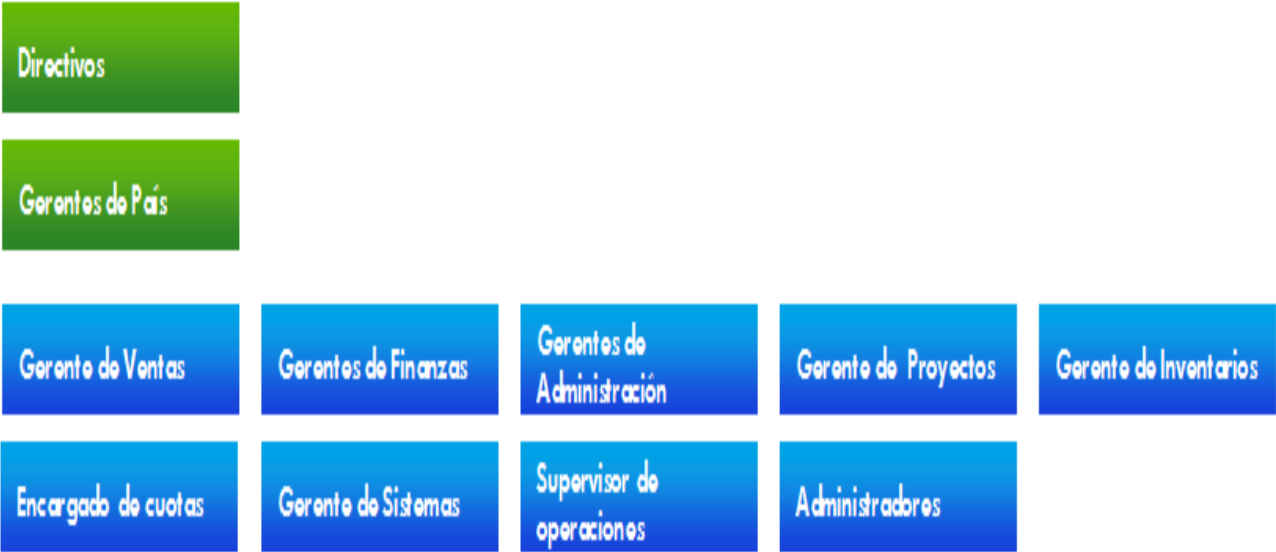 Directivos
Gerentes de País
Gerente de Ventas
Gerentes de Finanzas
Gerentes de
Administración
Gerente de Proyectos
Gerente de Inventarios
Encargado de cuotas
Gerente de Sistemas
Supervisor de
operaciones
Administradores